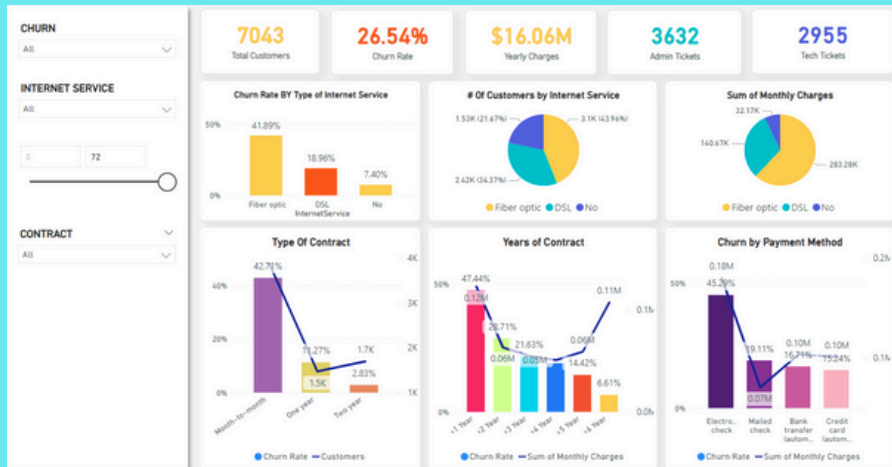 CHURN
All
INTERNET SERVICE
All
0 72
CONTRACT
All
7043
Total Customers
26.54%
Churn Rate
$16.06M
Yearly Charges
3632
Admin Tickets
2955
Tech Tickets
Churn Rate BY Type of Internet Service
50%
41.89%
18.96%
7.40%
0%
Fiber optic DSL No
InternetService
# Of Customers by Internet Service
1.53K (21.67%)
3.1K (43.96%)
2.42K (34.37%)
Fiber optic DSL No
Sum of Monthly Charges
32.17K
140.67K
283.28K
Fiber optic DSL No
Type Of Contract
42.71%
4K
40%
3K
20%
11.27%
1.7K
2K
1.5K
2.83%
0%
1K
Month-to-month One year Two year
Churn Rate Customers
Years of Contract
47.44%
0.11M
50%
0.12M
0.1M
28.71%
21.63%
0.06M
0.06M
0.05M
14.42%
6.61%
0%
0.0M
<1 Year <2 Year <3 Year <4 Year <5 Year <6 Year
Churn Rate Sum of Monthly Charges
Churn by Payment Method
0.2M
0.18M
50%
45.29%
19.11%
0.10M
0.10M
16.71%
15.24%
0.1M
0.07M
0%
Electro... check
Mailed check
Bank transfer (autom...
Credit card (autom...
Churn Rate Sum of Monthly Charges